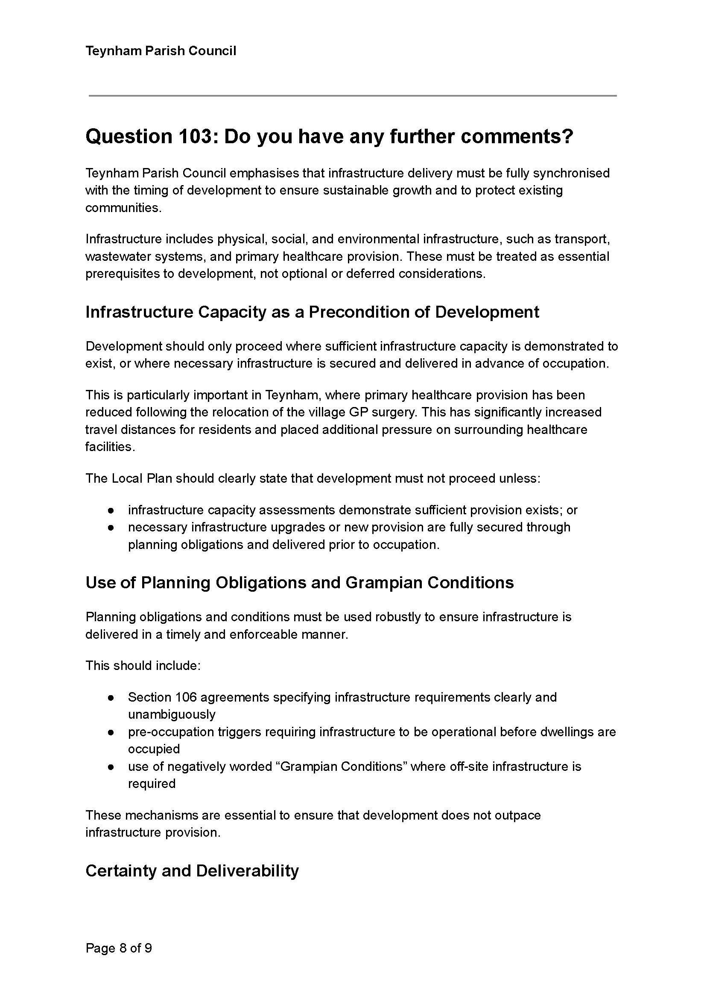 Teynham Parish Council
Question 103: Do you have any further comments?
Teynham Parish Council emphasises that infrastructure delivery must be fully synchronised
with the timing of development to ensure sustainable growth and to protect existing
communities.
Infrastructure includes physical, social, and environmental infrastructure, such as transport,
wastewater systems, and primary healthcare provision. These must be treated as essential
prerequisites to development, not optional or deferred considerations.
Infrastructure Capacity as a Precondition of Development
Development should only proceed where sufficient infrastructure capacity is demonstrated to
exist, or where necessary infrastructure is secured and delivered in advance of occupation.
This is particularly important in Teynham, where primary healthcare provision has been
reduced following the relocation of the village GP surgery. This has significantly increased
travel distances for residents and placed additional pressure on surrounding healthcare
facilities.
The Local Plan should clearly state that development must not proceed unless:
● infrastructure capacity assessments demonstrate sufficient provision exists; or
● necessary infrastructure upgrades or new provision are fully secured through
planning obligations and delivered prior to occupation.
Use of Planning Obligations and Grampian Conditions
Planning obligations and conditions must be used robustly to ensure infrastructure is
delivered in a timely and enforceable manner.
This should include:
● Section 106 agreements specifying infrastructure requirements clearly and
unambiguously
● pre-occupation triggers requiring infrastructure to be operational before dwellings are
occupied
● use of negatively worded “Grampian Conditions” where off-site infrastructure is
required
These mechanisms are essential to ensure that development does not outpace
infrastructure provision.
Certainty and Deliverability
Page 8 of 9